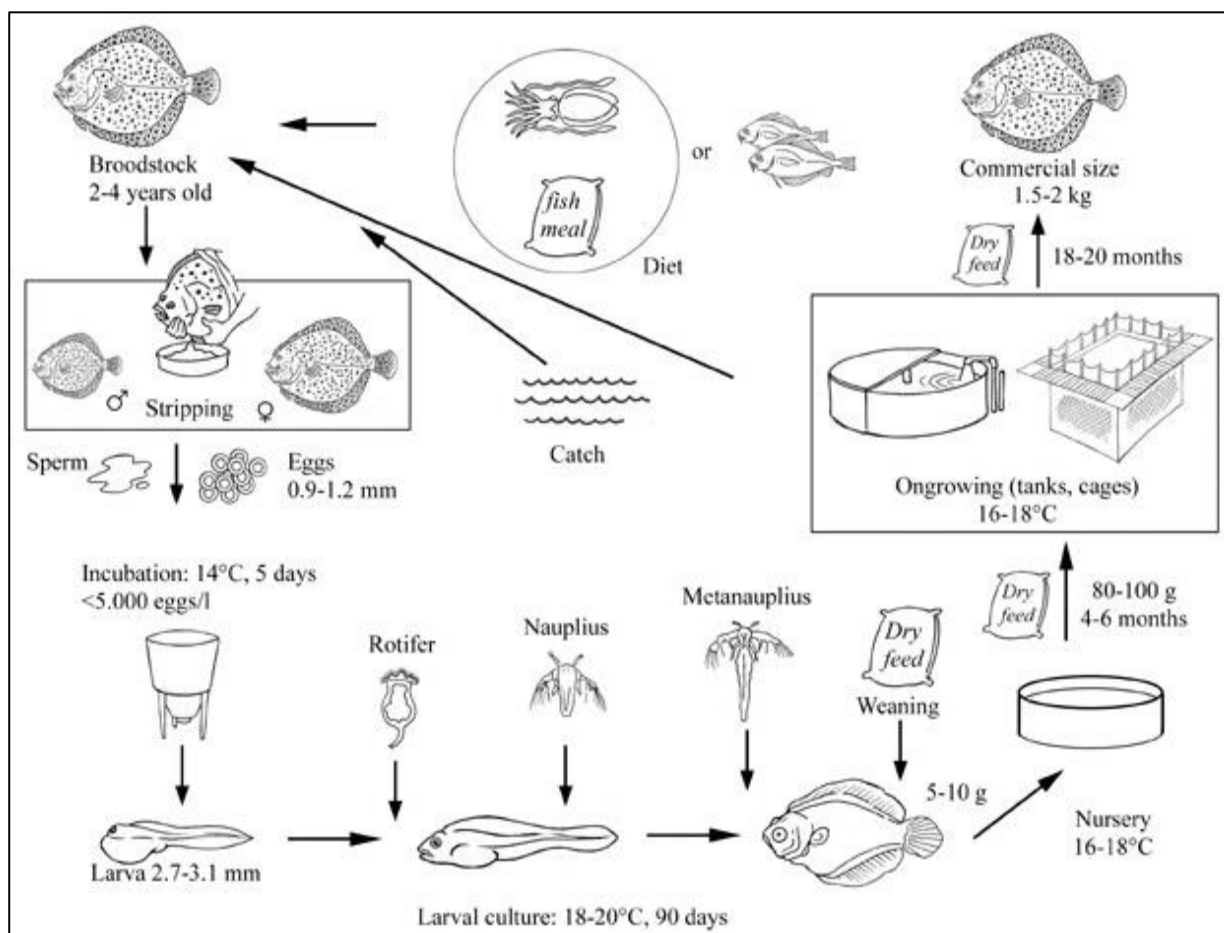 Broodstock
2-4 years old
fish
meal
Diet
or
Commercial size
1.5-2 kg
Dry
feed
18-20 months
♂ Stripping ♀
Sperm
Eggs
0.9-1.2 mm
Catch
Ongrowing (tanks, cages)
16-18°C
Incubation: 14°C, 5 days
<5.000 eggs/l
Rotifer
Nauplius
Metanauplius
Dry
feed
Weaning
Dry
feed
80-100 g
4-6 months
5-10 g
Nursery
16-18°C
Larva 2.7-3.1 mm
Larval culture: 18-20°C, 90 days